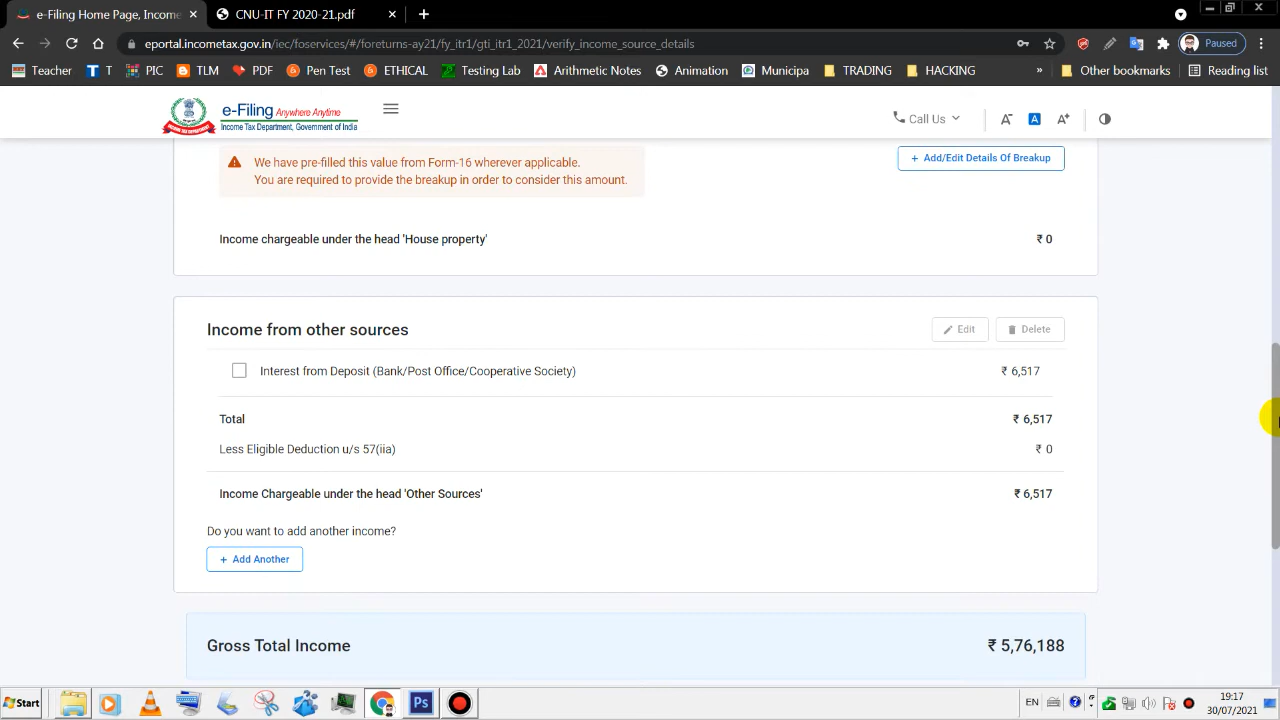 e-Filing Home Page, Income
CNU-IT FY 2020-21.pdf
eportal.incometax.gov.in/iec/foservices/#/foreturns-ay21/fy_itr1/gti_itr1_2021/verify_income_source_details
Paused
Teacher
T
PIC
TLM
PDF
Pen Test
ETHICAL
Testing Lab
Arithmetic Notes
Animation
Municipa
TRADING
HACKING
»
Other bookmarks
Reading list
e-Filing Anywhere Anytime
Income Tax Department, Government of India
Call Us
A-
A
A+
We have pre-filled this value from Form-16 wherever applicable.
You are required to provide the breakup in order to consider this amount.
+ Add/Edit Details Of Breakup
Income chargeable under the head 'House property' ₹ 0
Income from other sources
Edit
Delete
Interest from Deposit (Bank/Post Office/Cooperative Society) ₹ 6,517
Total ₹ 6,517
Less Eligible Deduction u/s 57(iia) ₹ 0
Income Chargeable under the head 'Other Sources' ₹ 6,517
Do you want to add another income?
+ Add Another
Gross Total Income ₹ 5,76,188
Start
Ps
EN
19:17
30/07/2021